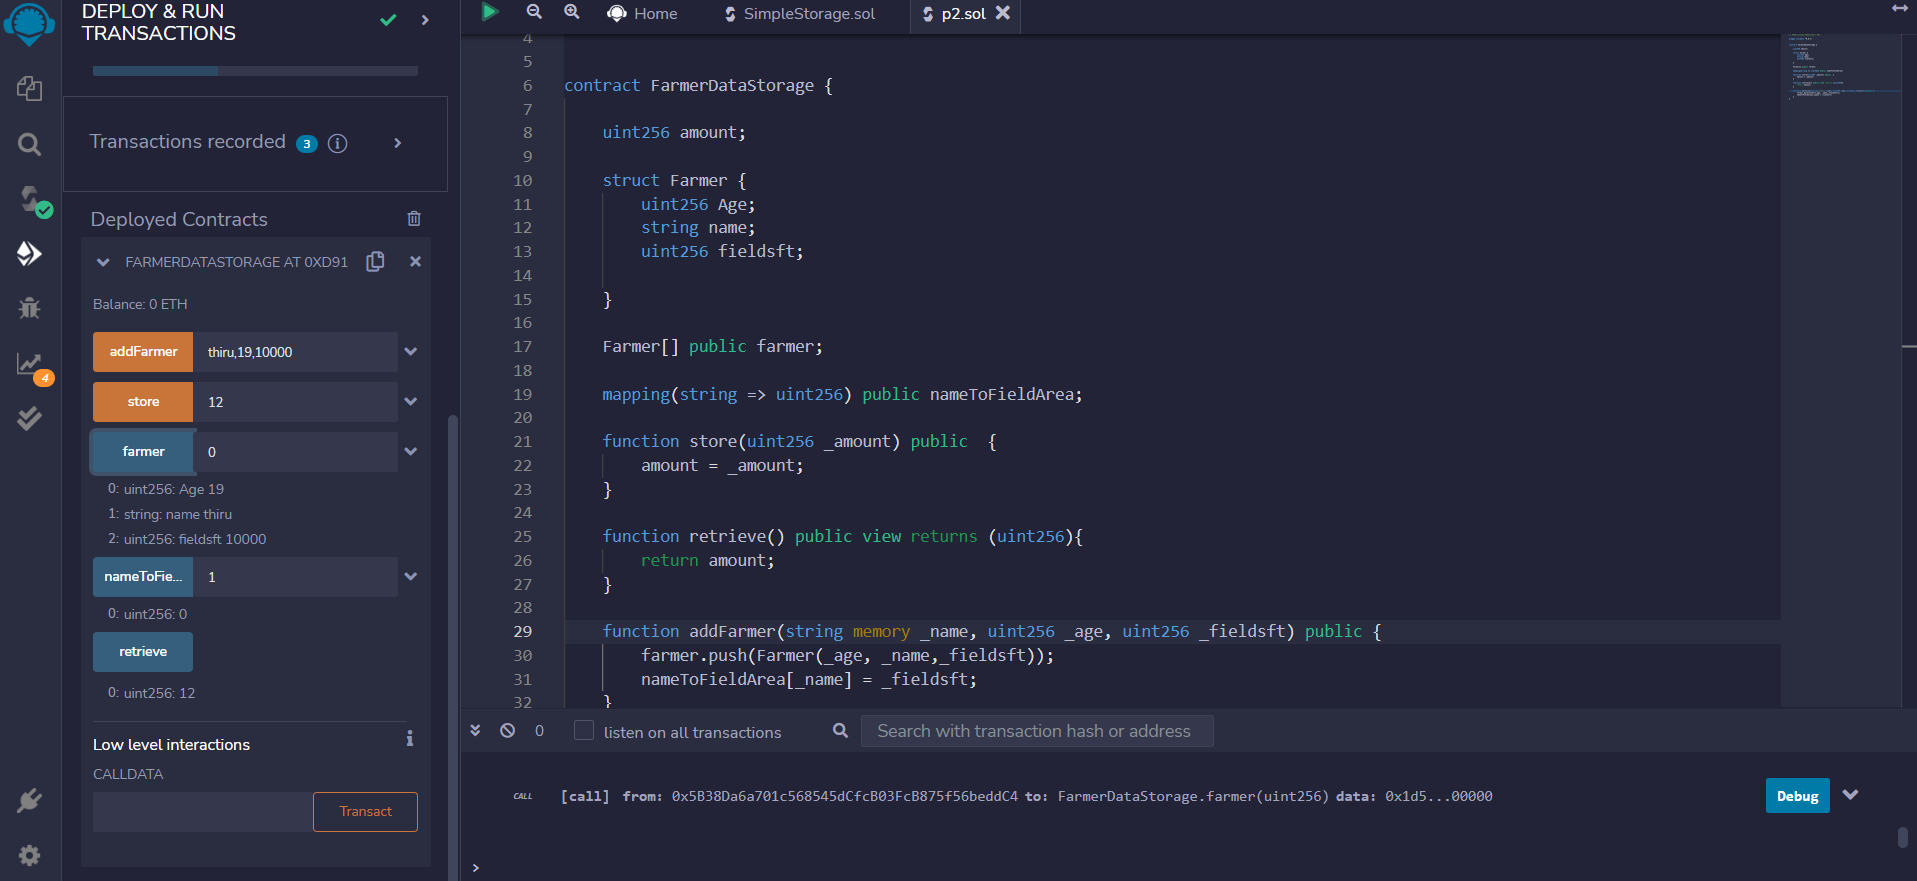 DEPLOY & RUN
TRANSACTIONS
Transactions recorded 3 i
Deployed Contracts
FARMERDATASTORAGE AT 0XD91
Balance: 0 ETH
addFarmer thiru,19,10000
store 12
farmer 0
0: uint256: Age 19
1: string: name thiru
2: uint256: fieldsft 10000
nameToFie... 1
0: uint256: 0
retrieve
0: uint256: 12
Low level interactions i
CALLDATA
Transact
4
Home SimpleStorage.sol p2.sol
4
5
6 contract FarmerDataStorage {
7
8 uint256 amount;
9
10 struct Farmer {
11 uint256 Age;
12 string name;
13 uint256 fieldsft;
14
15 }
16
17 Farmer[] public farmer;
18
19 mapping(string => uint256) public nameToFieldArea;
20
21 function store(uint256 _amount) public {
22 amount = _amount;
23 }
24
25 function retrieve() public view returns (uint256){
26 return amount;
27 }
28
29 function addFarmer(string memory _name, uint256 _age, uint256 _fieldsft) public {
30 farmer.push(Farmer(_age, _name,_fieldsft));
31 nameToFieldArea[_name] = _fieldsft;
32 }
0 listen on all transactions Search with transaction hash or address
CALL [call] from: 0x5B38Da6a701c568545dCfcB03FcB875f56beddC4 to: FarmerDataStorage.farmer(uint256) data: 0x1d5...00000 Debug
>